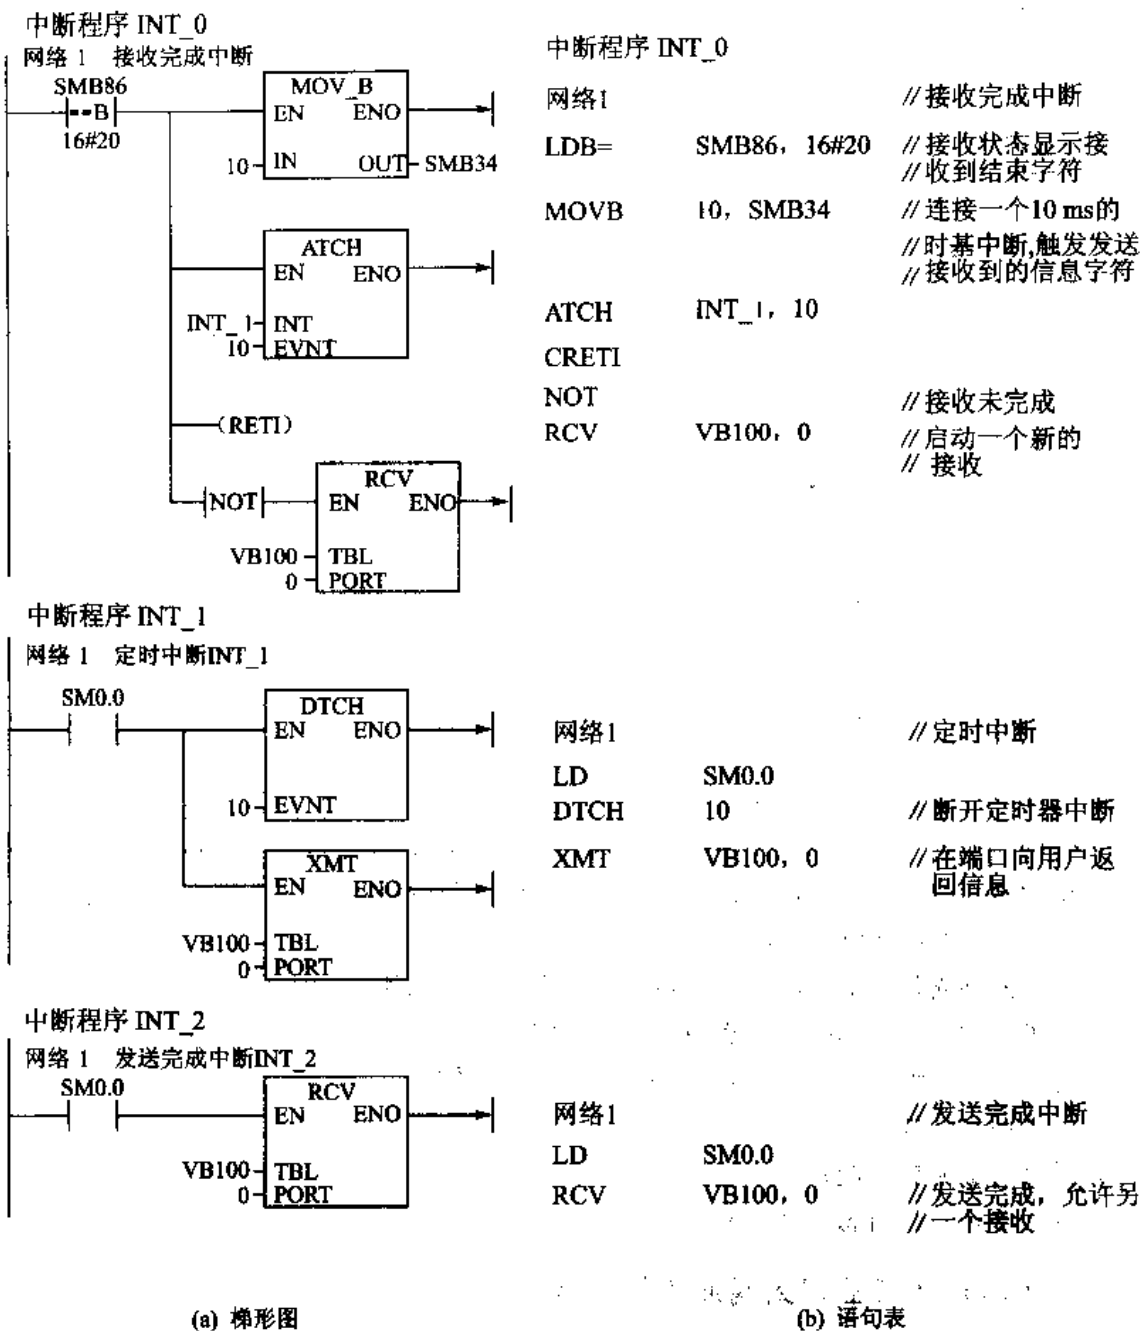 中断程序 INT_0
网络 1 接收完成中断
SMB86
==B
16#20
MOV_B
EN ENO
10 IN OUT SMB34
ATCH
EN ENO
INT_1 INT
10 EVNT
(RETI)
NOT
RCV
EN ENO
VB100 TBL
0 PORT
中断程序 INT_0
网络1 //接收完成中断
LDB= SMB86, 16#20 //接收状态显示接
//收到结束字符
MOVB 10, SMB34 //连接一个10 ms的
//时基中断,触发发送
//接收到的信息字符
ATCH INT_1, 10
CRETI
NOT //接收未完成
RCV VB100, 0 //启动一个新的
// 接收
中断程序 INT_1
网络 1 定时中断INT_1
SM0.0
DTCH
EN ENO
10 EVNT
XMT
EN ENO
VB100 TBL
0 PORT
网络1 //定时中断
LD SM0.0
DTCH 10 //断开定时器中断
XMT VB100, 0 //在端口向用户返
回信息
中断程序 INT_2
网络 1 发送完成中断INT_2
SM0.0
RCV
EN ENO
VB100 TBL
0 PORT
网络1 //发送完成中断
LD SM0.0
RCV VB100, 0 //发送完成，允许另
//一个接收
(a) 梯形图
(b) 语句表